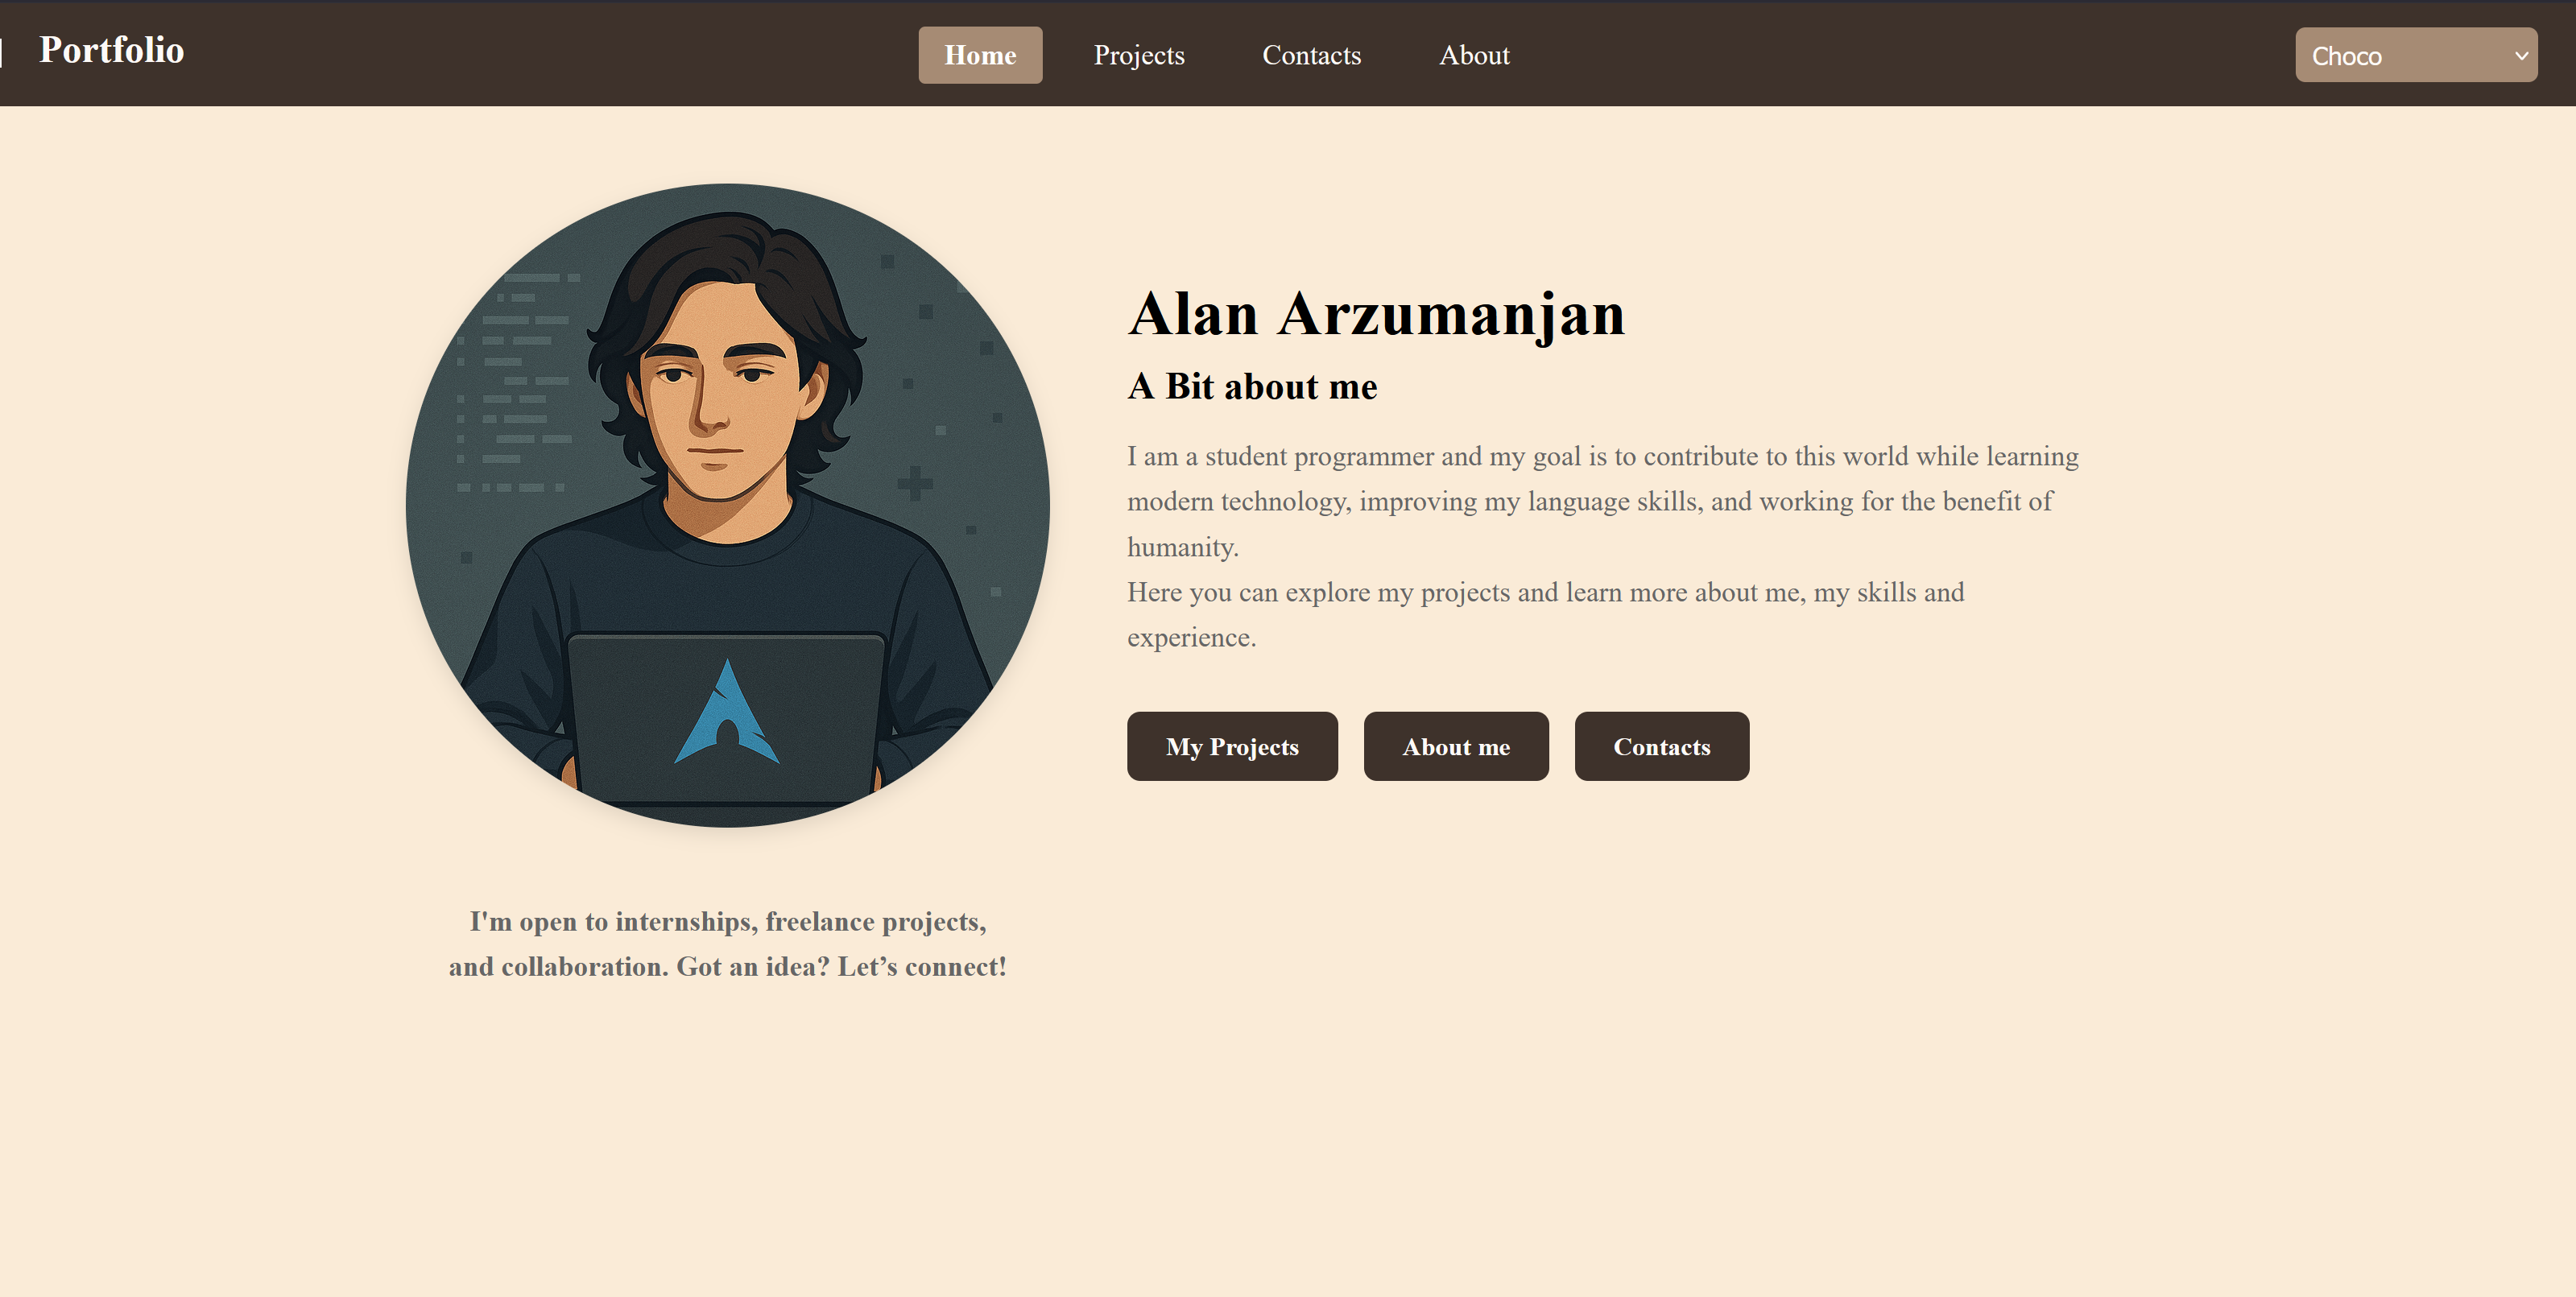 Portfolio
Home
Projects
Contacts
About
Choco
Alan Arzumanjan
A Bit about me
I am a student programmer and my goal is to contribute to this world while learning
modern technology, improving my language skills, and working for the benefit of
humanity.
Here you can explore my projects and learn more about me, my skills and
experience.
My Projects
About me
Contacts
I'm open to internships, freelance projects,
and collaboration. Got an idea? Let’s connect!